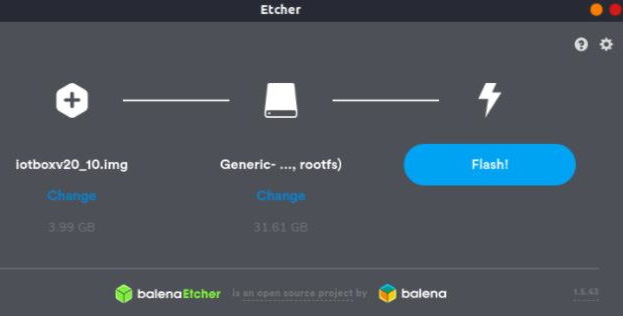 Etcher
iotboxv20_10.img
Generic- ..., rootfs)
Flash!
Change
Change
3.99 GB
31.61 GB
balenaEtcher is an open source project by balena
1.5.63